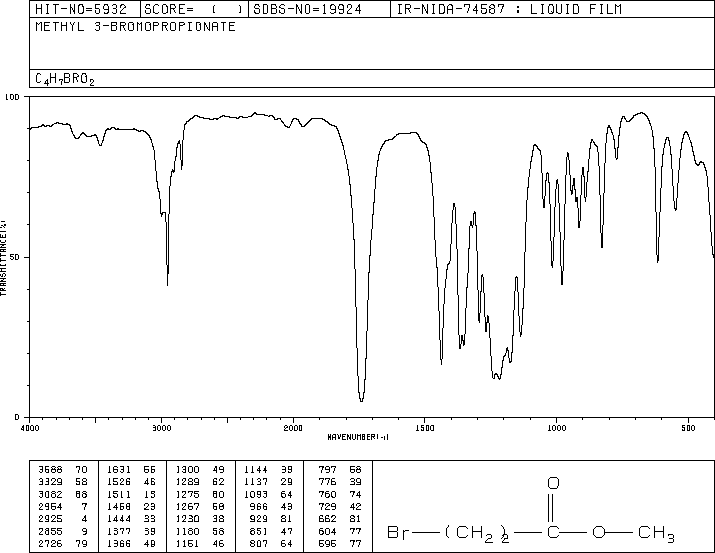 HIT-NO=5932 SCORE= ( ) SDBS-NO=19924 IR-NIDA-74587 : LIQUID FILM
METHYL 3-BROMOPROPIONATE
C4H7BRO2
100
50
0
TRANSMITTANCE(%)
4000 3000 2000 1500 1000 500
WAVENUMBER(-1)
3688 70 1631 66 1300 49 1144 39 797 68
3329 58 1526 46 1289 62 1137 29 776 39
3082 88 1511 15 1275 80 1093 64 760 74
2954 7 1468 29 1267 68 966 49 729 42
2925 4 1444 33 1230 38 929 81 662 81
2855 9 1377 39 1180 58 851 47 604 77
2726 79 1366 49 1161 46 807 64 595 77
O
Br—(CH2)2—C—O—CH3